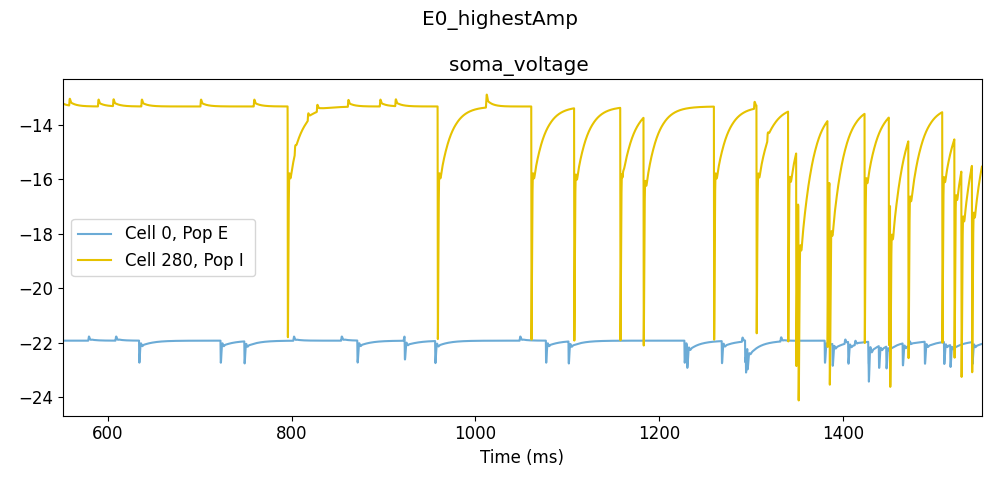 E0_highestAmp
soma_voltage
−14
−16
−18
−20
−22
−24
Cell 0, Pop E
Cell 280, Pop I
600
800
1000
1200
1400
Time (ms)